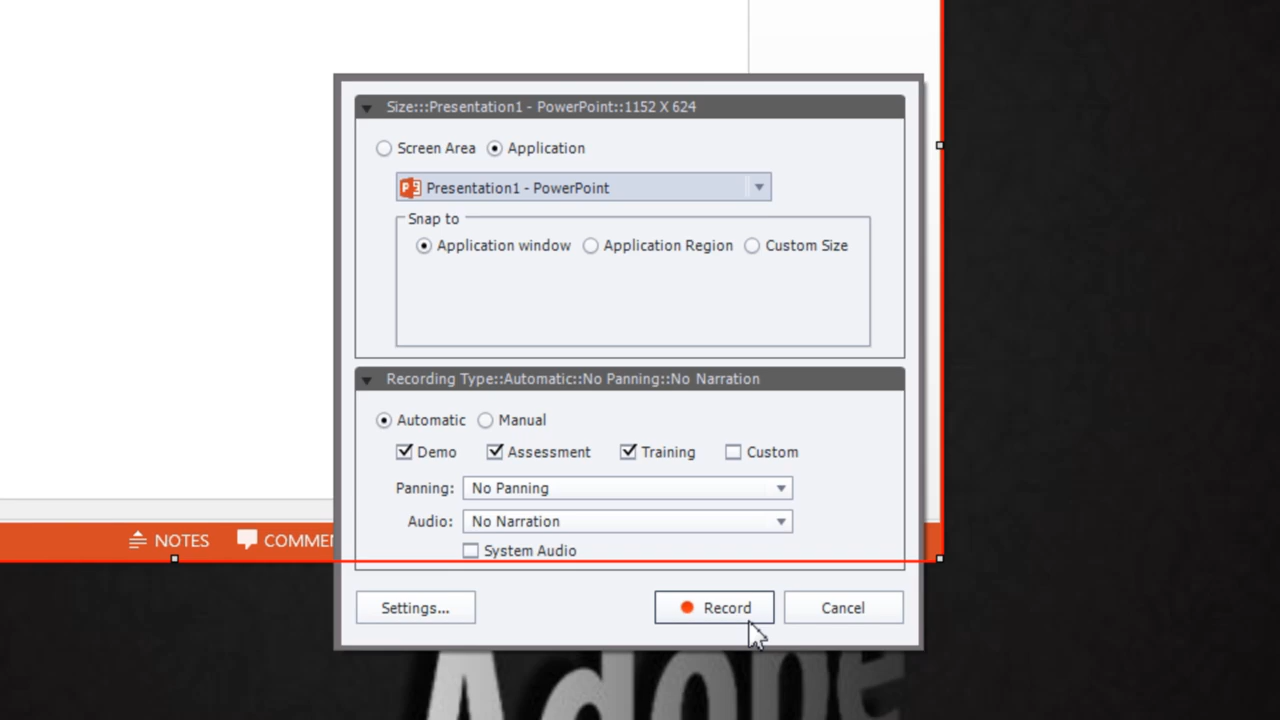 Size:::Presentation1 - PowerPoint::1152 X 624
Screen Area Application
Presentation1 - PowerPoint
Snap to
Application window Application Region Custom Size
Recording Type::Automatic::No Panning::No Narration
Automatic Manual
Demo Assessment Training Custom
Panning: No Panning
Audio: No Narration
System Audio
NOTES COMMEN
Settings... Record Cancel
Adobe